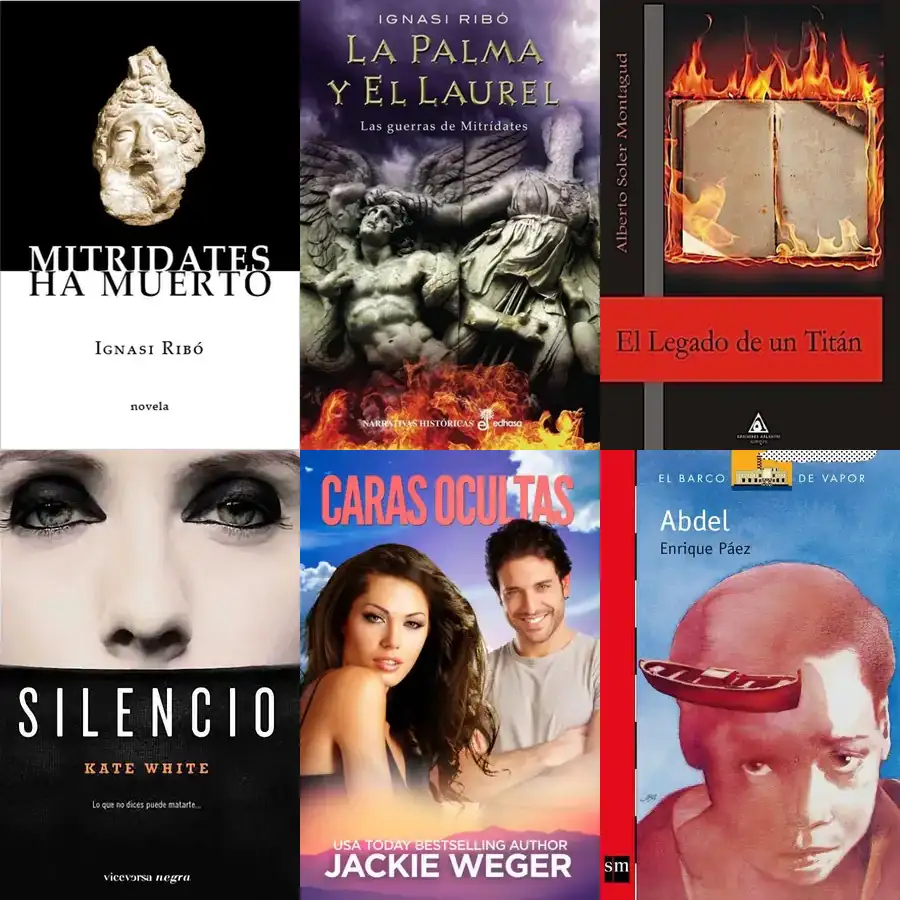 MITRIDATES
HA MUERTO
IGNASI RIBÓ
novela
IGNASI RIBÓ
LA PALMA
Y EL LAUREL
Las guerras de Mitrídates
NARRATIVAS HISTÓRICAS edhasa
Alberto Soler Montagud
El Legado de un Titán
SILENCIO
KATE WHITE
Lo que no dices puede matarte...
viceversa negra
CARAS OCULTAS
USA TODAY BESTSELLING AUTHOR
JACKIE WEGER
EL BARCO DE VAPOR
Abdel
Enrique Páez
sm